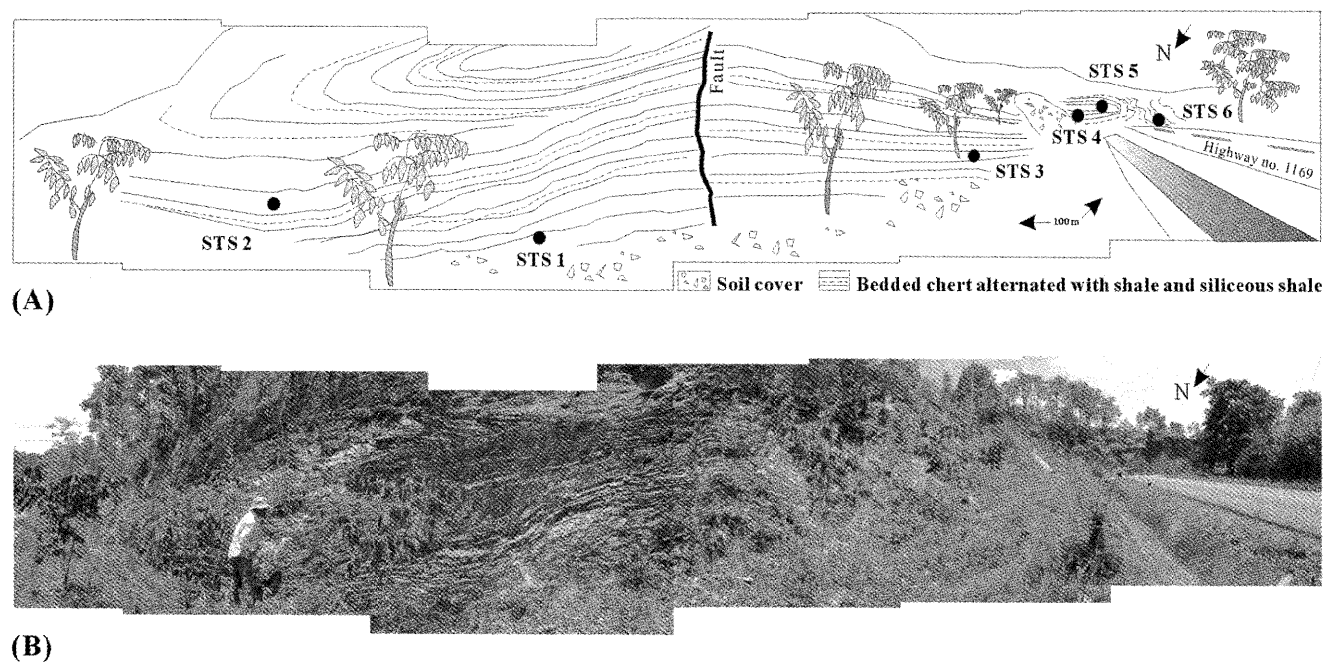 N
Fault
STS 5
STS 6
STS 4
STS 3
Highway no. 1169
100m
STS 2
STS 1
Soil cover
Bedded chert alternated with shale and siliceous shale
(A)
N
(B)